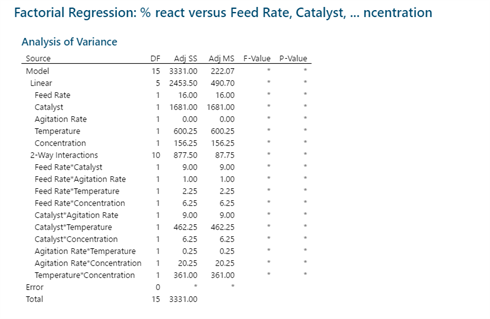 Factorial Regression: % react versus Feed Rate, Catalyst, ... ncentration
Analysis of Variance
Source DF Adj SS Adj MS F-Value P-Value
Model 15 3331.00 222.07 * *
Linear 5 2453.50 490.70 * *
Feed Rate 1 16.00 16.00 * *
Catalyst 1 1681.00 1681.00 * *
Agitation Rate 1 0.00 0.00 * *
Temperature 1 600.25 600.25 * *
Concentration 1 156.25 156.25 * *
2-Way Interactions 10 877.50 87.75 * *
Feed Rate*Catalyst 1 9.00 9.00 * *
Feed Rate*Agitation Rate 1 1.00 1.00 * *
Feed Rate*Temperature 1 2.25 2.25 * *
Feed Rate*Concentration 1 6.25 6.25 * *
Catalyst*Agitation Rate 1 9.00 9.00 * *
Catalyst*Temperature 1 462.25 462.25 * *
Catalyst*Concentration 1 6.25 6.25 * *
Agitation Rate*Temperature 1 0.25 0.25 * *
Agitation Rate*Concentration 1 20.25 20.25 * *
Temperature*Concentration 1 361.00 361.00 * *
Error 0 * *
Total 15 3331.00